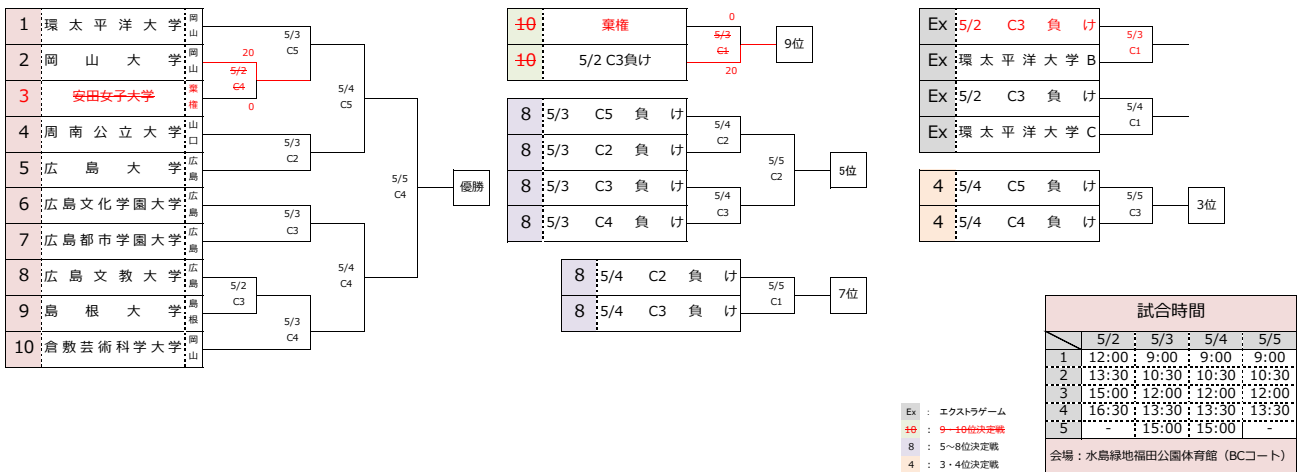 1 環太平洋大学 岡山
2 岡山大学 岡山
3 安田女子大学 棄権
4 周南公立大学 山口
5 広島大学 広島
6 広島文化学園大学 広島
7 広島都市学園大学 広島
8 広島文教大学 広島
9 島根大学 島根
10 倉敷芸術科学大学 岡山
20
5/2
C4
0
5/3
C5
5/3
C2
5/3
C3
5/2
C3
5/3
C4
5/4
C5
5/4
C4
5/5
C4
優勝
10 棄権
10 5/2 C3負け
0
5/3
C1
20
9位
8 5/3 C5 負け
8 5/3 C2 負け
8 5/3 C3 負け
8 5/3 C4 負け
5/4
C2
5/4
C3
5/5
C2
5位
8 5/4 C2 負け
8 5/4 C3 負け
5/5
C1
7位
Ex 5/2 C3 負け
Ex 環太平洋大学B
Ex 5/2 C3 負け
Ex 環太平洋大学C
5/3
C1
5/4
C1
4 5/4 C5 負け
4 5/4 C4 負け
5/5
C3
3位
Ex : エクストラゲーム
10 : 9・10位決定戦
8 : 5~8位決定戦
4 : 3・4位決定戦
試合時間
5/2 5/3 5/4 5/5
1 12:00 9:00 9:00 9:00
2 13:30 10:30 10:30 10:30
3 15:00 12:00 12:00 12:00
4 16:30 13:30 13:30 13:30
5 - 15:00 15:00 -
会場：水島緑地福田公園体育館（BCコート）